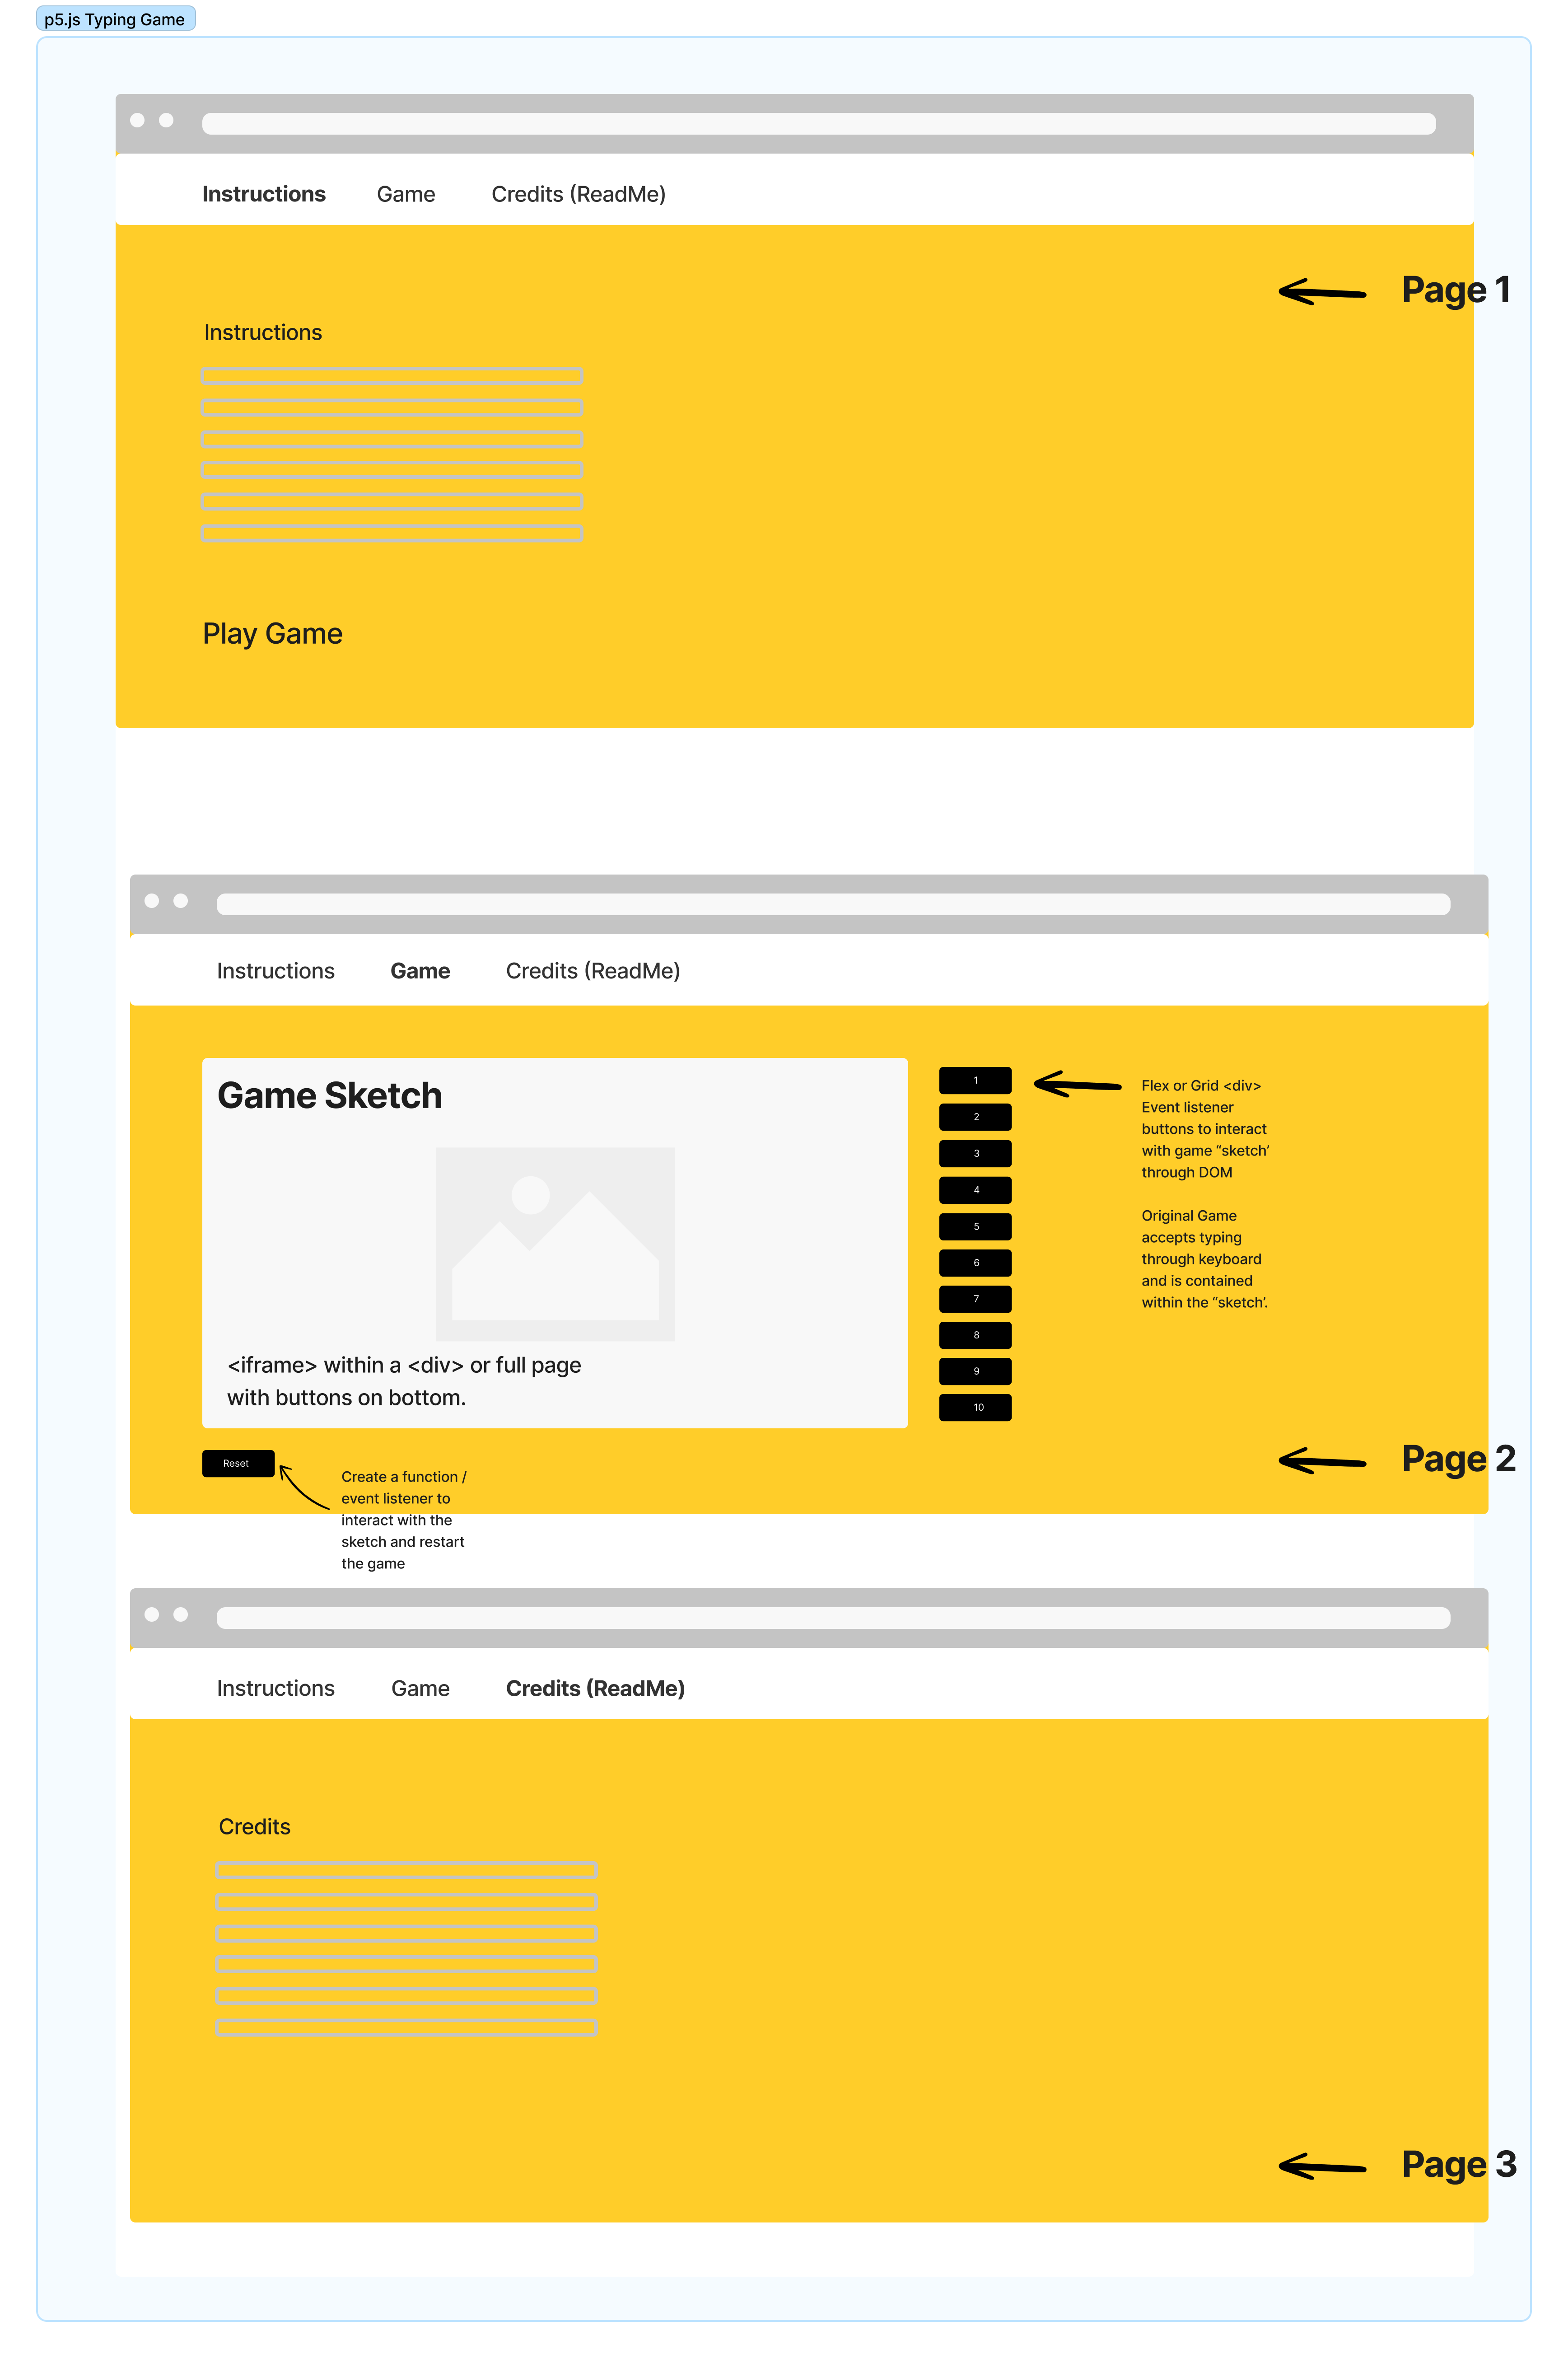 p5.js Typing Game
Instructions Game Credits (ReadMe)
Page 1
Instructions
Play Game
Instructions Game Credits (ReadMe)
Game Sketch
<iframe> within a <div> or full page
with buttons on bottom.
1
2
3
4
5
6
7
8
9
10
Flex or Grid <div>
Event listener
buttons to interact
with game “sketch’
through DOM
Original Game
accepts typing
through keyboard
and is contained
within the “sketch’.
Page 2
Reset
Create a function /
event listener to
interact with the
sketch and restart
the game
Instructions Game Credits (ReadMe)
Credits
Page 3